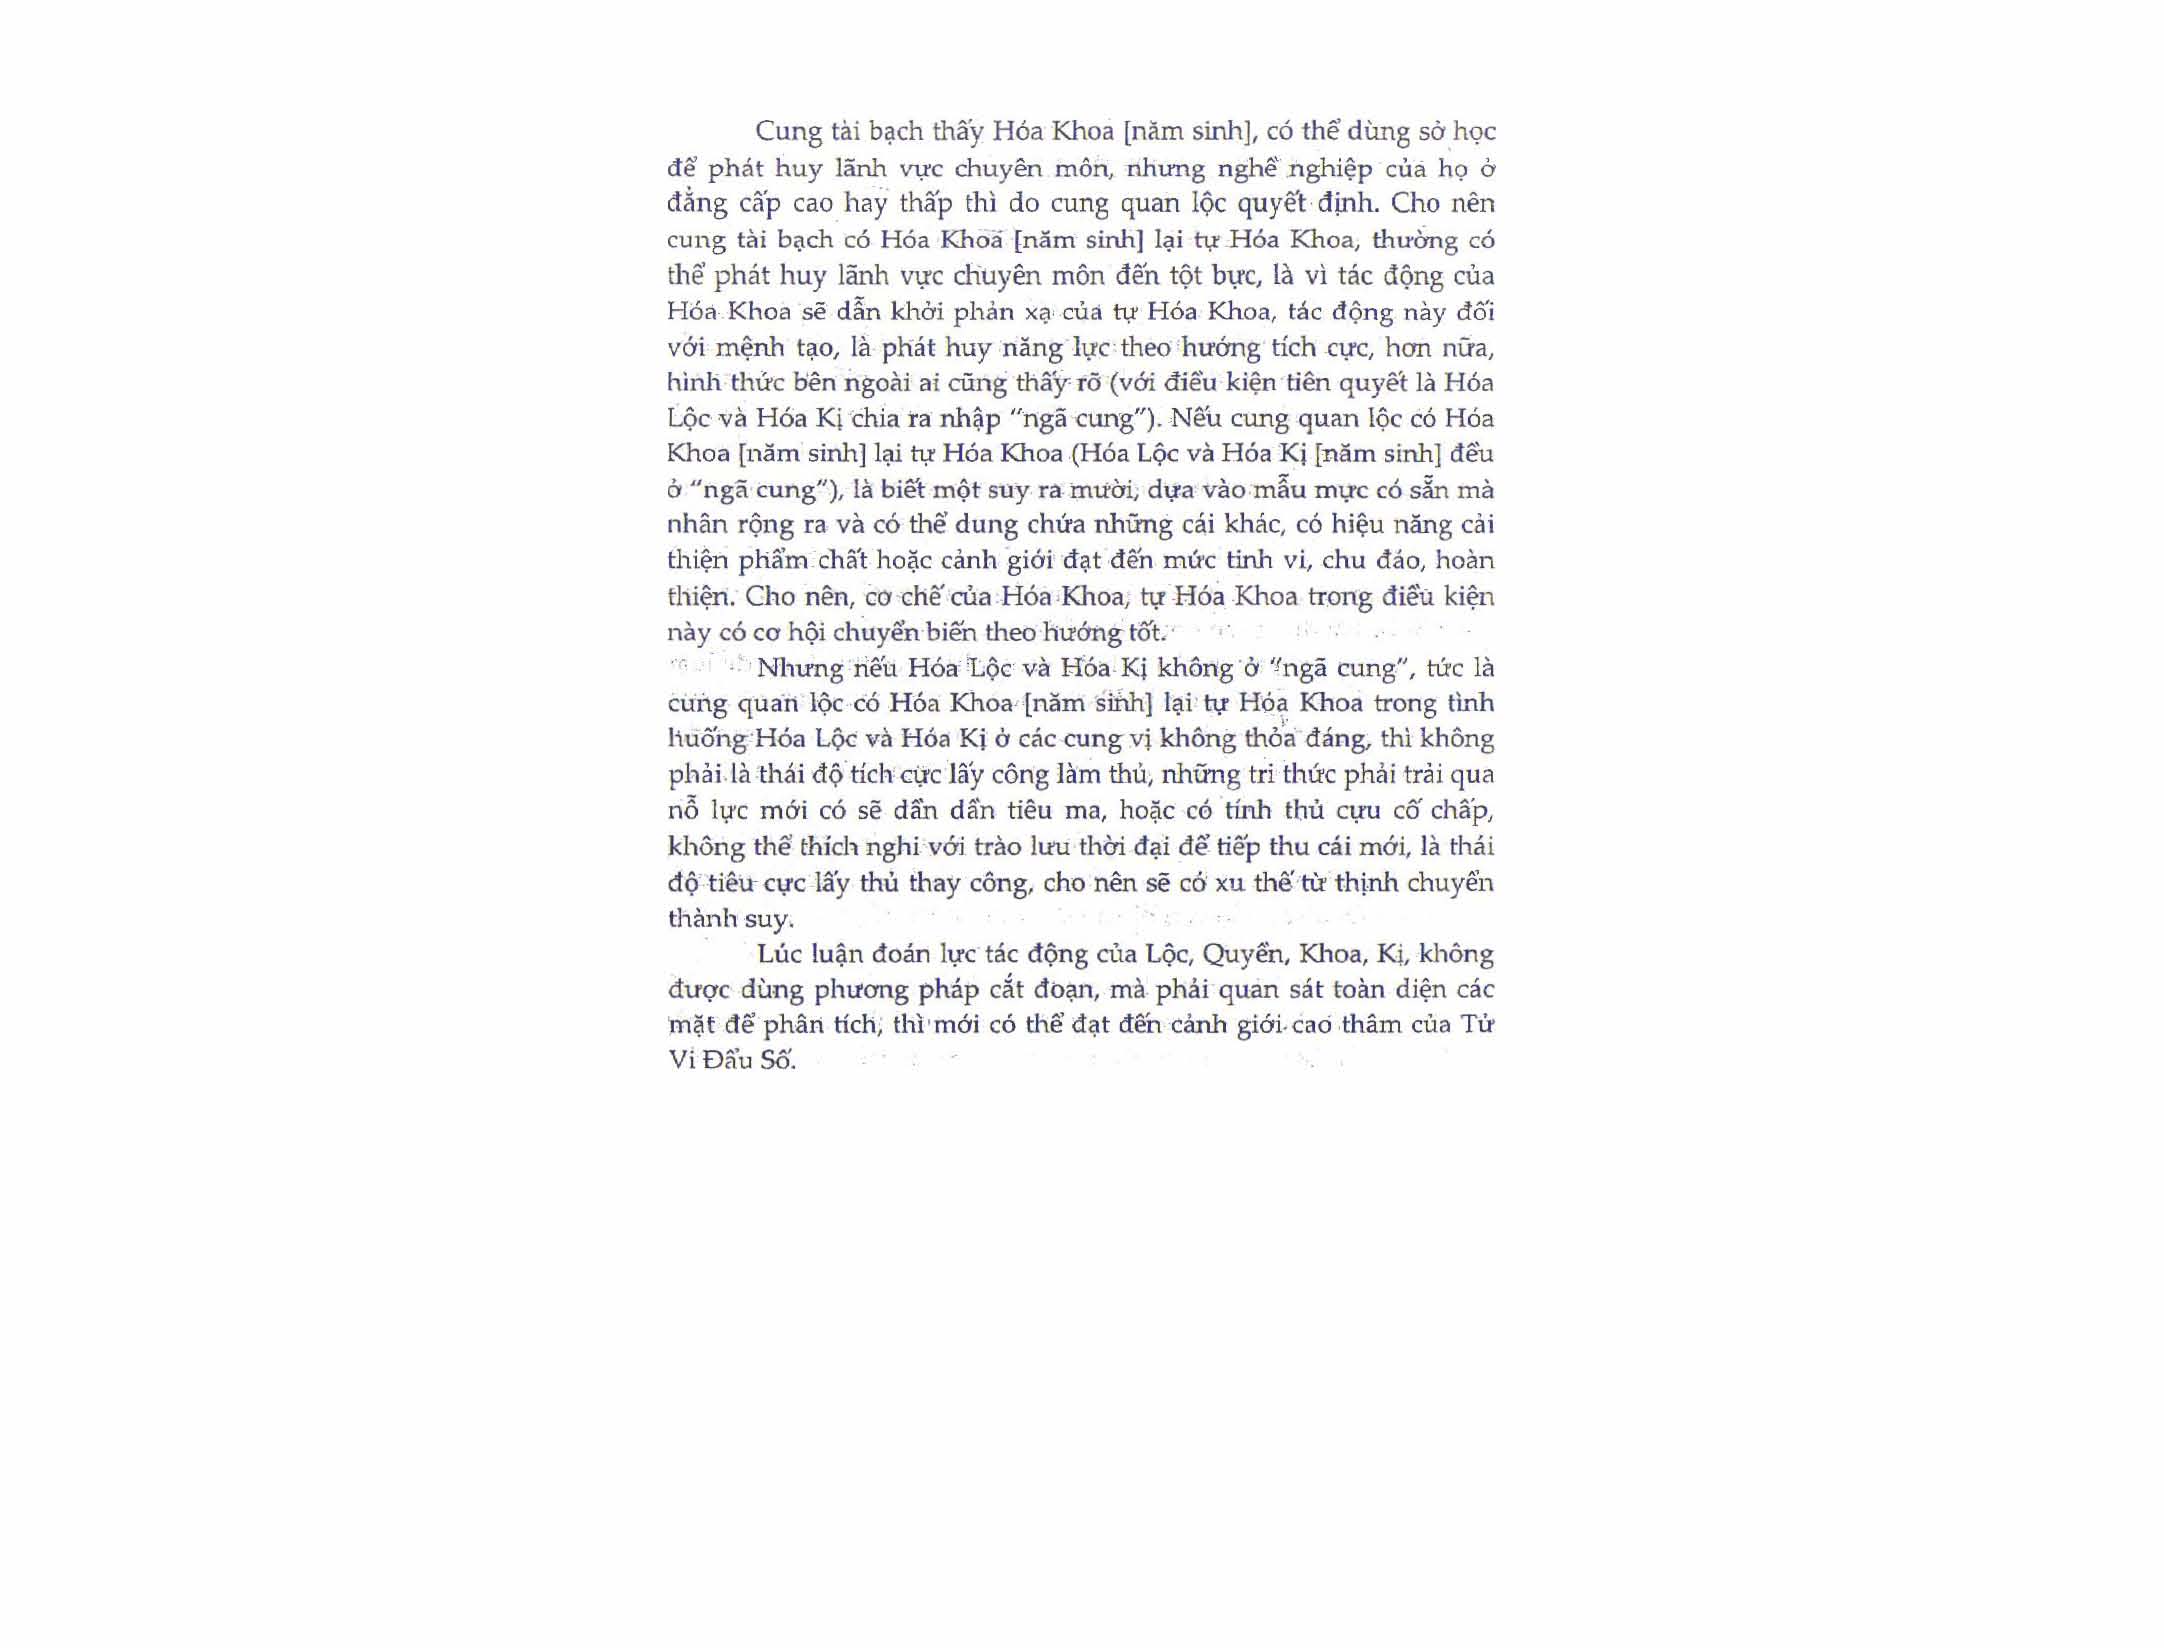 Cung tài bạch thấy Hóa Khoa [năm sinh], có thể dùng sở học
để phát huy lãnh vực chuyên môn, nhưng nghề nghiệp của họ ở
đẳng cấp cao hay thấp thì do cung quan lộc quyết định. Cho nên
cung tài bạch có Hóa Khoa [năm sinh] lại tự Hóa Khoa, thường có
thể phát huy lãnh vực chuyên môn đến tột bực, là vì tác động của
Hóa Khoa sẽ dẫn khởi phản xạ của tự Hóa Khoa, tác động này đối
với mệnh tạo, là phát huy năng lực theo hướng tích cực, hơn nữa,
hình thức bên ngoài ai cũng thấy rõ (với điều kiện tiên quyết là Hóa
Lộc và Hóa Kị chia ra nhập "ngã cung"). Nếu cung quan lộc có Hóa
Khoa [năm sinh] lại tự Hóa Khoa (Hóa Lộc và Hóa Kị [năm sinh] đều
ở "ngã cung"), là biết một suy ra mười, dựa vào mẫu mực có sẵn mà
nhân rộng ra và có thể dung chứa những cái khác, có hiệu năng cải
thiện phẩm chất hoặc cảnh giới đạt đến mức tinh vi, chu đáo, hoàn
thiện. Cho nên, cơ chế của Hóa Khoa, tự Hóa Khoa trong điều kiện
này có cơ hội chuyển biến theo hướng tốt.
Nhưng nếu Hóa Lộc và Hóa Kị không ở "ngã cung", tức là
cung quan lộc có Hóa Khoa [năm sinh] lại tự Hóa Khoa trong tình
huống Hóa Lộc và Hóa Kị ở các cung vị không thỏa đáng, thì không
phải là thái độ tích cực lấy công làm thủ, những tri thức phải trải qua
nỗ lực mới có sẽ dần dần tiêu ma, hoặc có tính thủ cựu cố chấp,
không thể thích nghi với trào lưu thời đại để tiếp thu cái mới, là thái
độ tiêu cực lấy thủ thay công, cho nên sẽ có xu thế từ thịnh chuyển
thành suy.
Lúc luận đoán lực tác động của Lộc, Quyền, Khoa, Kị, không
được dùng phương pháp cắt đoạn, mà phải quan sát toàn diện các
mặt để phân tích, thì mới có thể đạt đến cảnh giới cao thâm của Tử
Vi Đẩu Số.